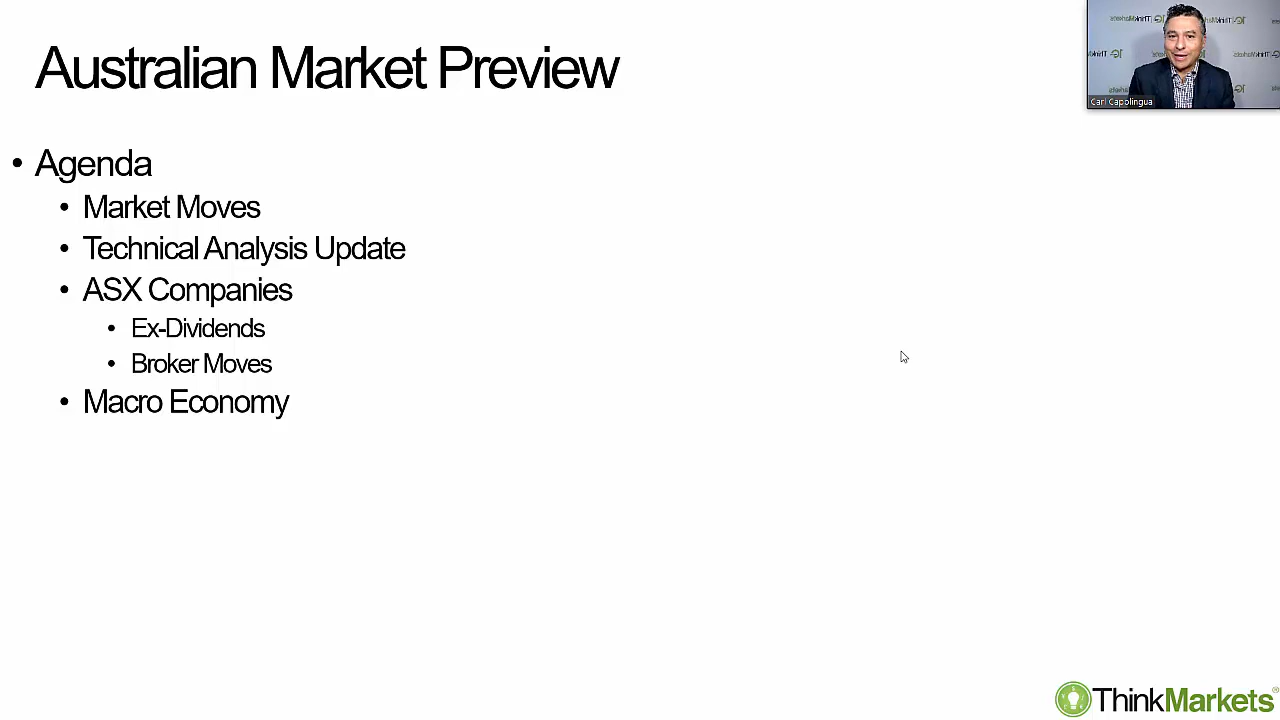 Australian Market Preview
Carl Capolingua
• Agenda
• Market Moves
• Technical Analysis Update
• ASX Companies
• Ex-Dividends
• Broker Moves
• Macro Economy
ThinkMarkets®